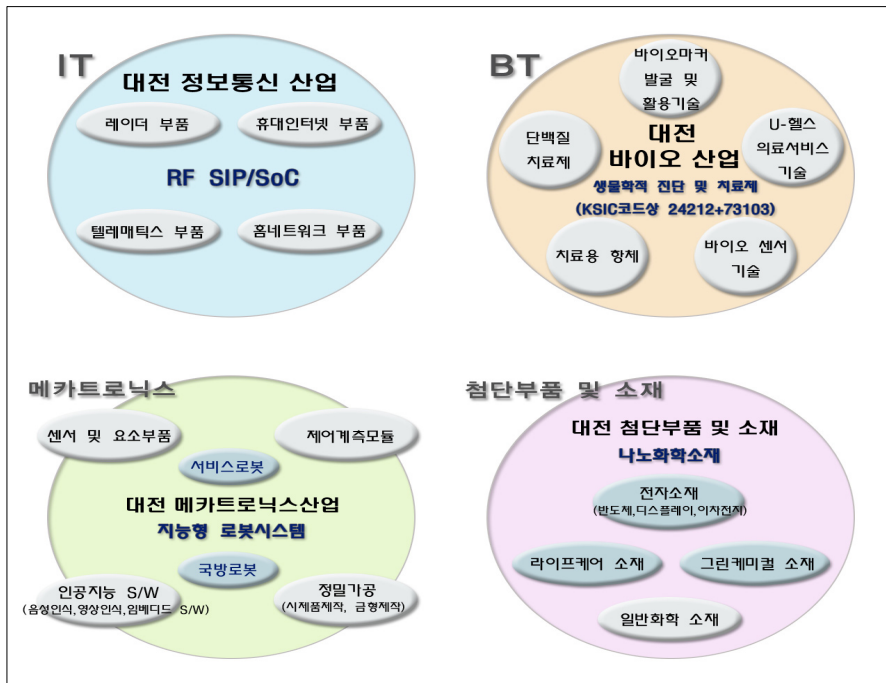 IT
대전 정보통신 산업
레이더 부품
휴대인터넷 부품
RF SIP/SoC
텔레매틱스 부품
홈네트워크 부품
BT
바이오마커
발굴 및
활용기술
단백질
치료제
대전
바이오 산업
U-헬스
의료서비스
기술
생물학적 진단 및 치료제
(KSIC코드상 24212+73103)
치료용 항체
바이오 센서
기술
메카트로닉스
센서 및 요소부품
제어계측모듈
서비스로봇
대전 메카트로닉스산업
지능형 로봇시스템
국방로봇
인공지능 S/W
(음성인식,영상인식,임베디드 S/W)
정밀가공
(시제품제작, 금형제작)
첨단부품 및 소재
대전 첨단부품 및 소재
나노화학소재
전자소재
(반도체,디스플레이,이차전지)
라이프케어 소재
그린케미컬 소재
일반화학 소재